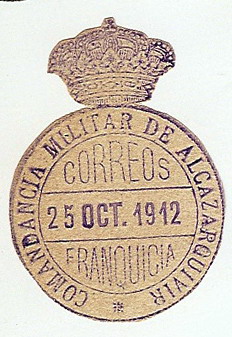 COMANDANCIA MILITAR DE ALCAZARQUIVIR
CORREOS
25 OCT. 1912
FRANQUICIA